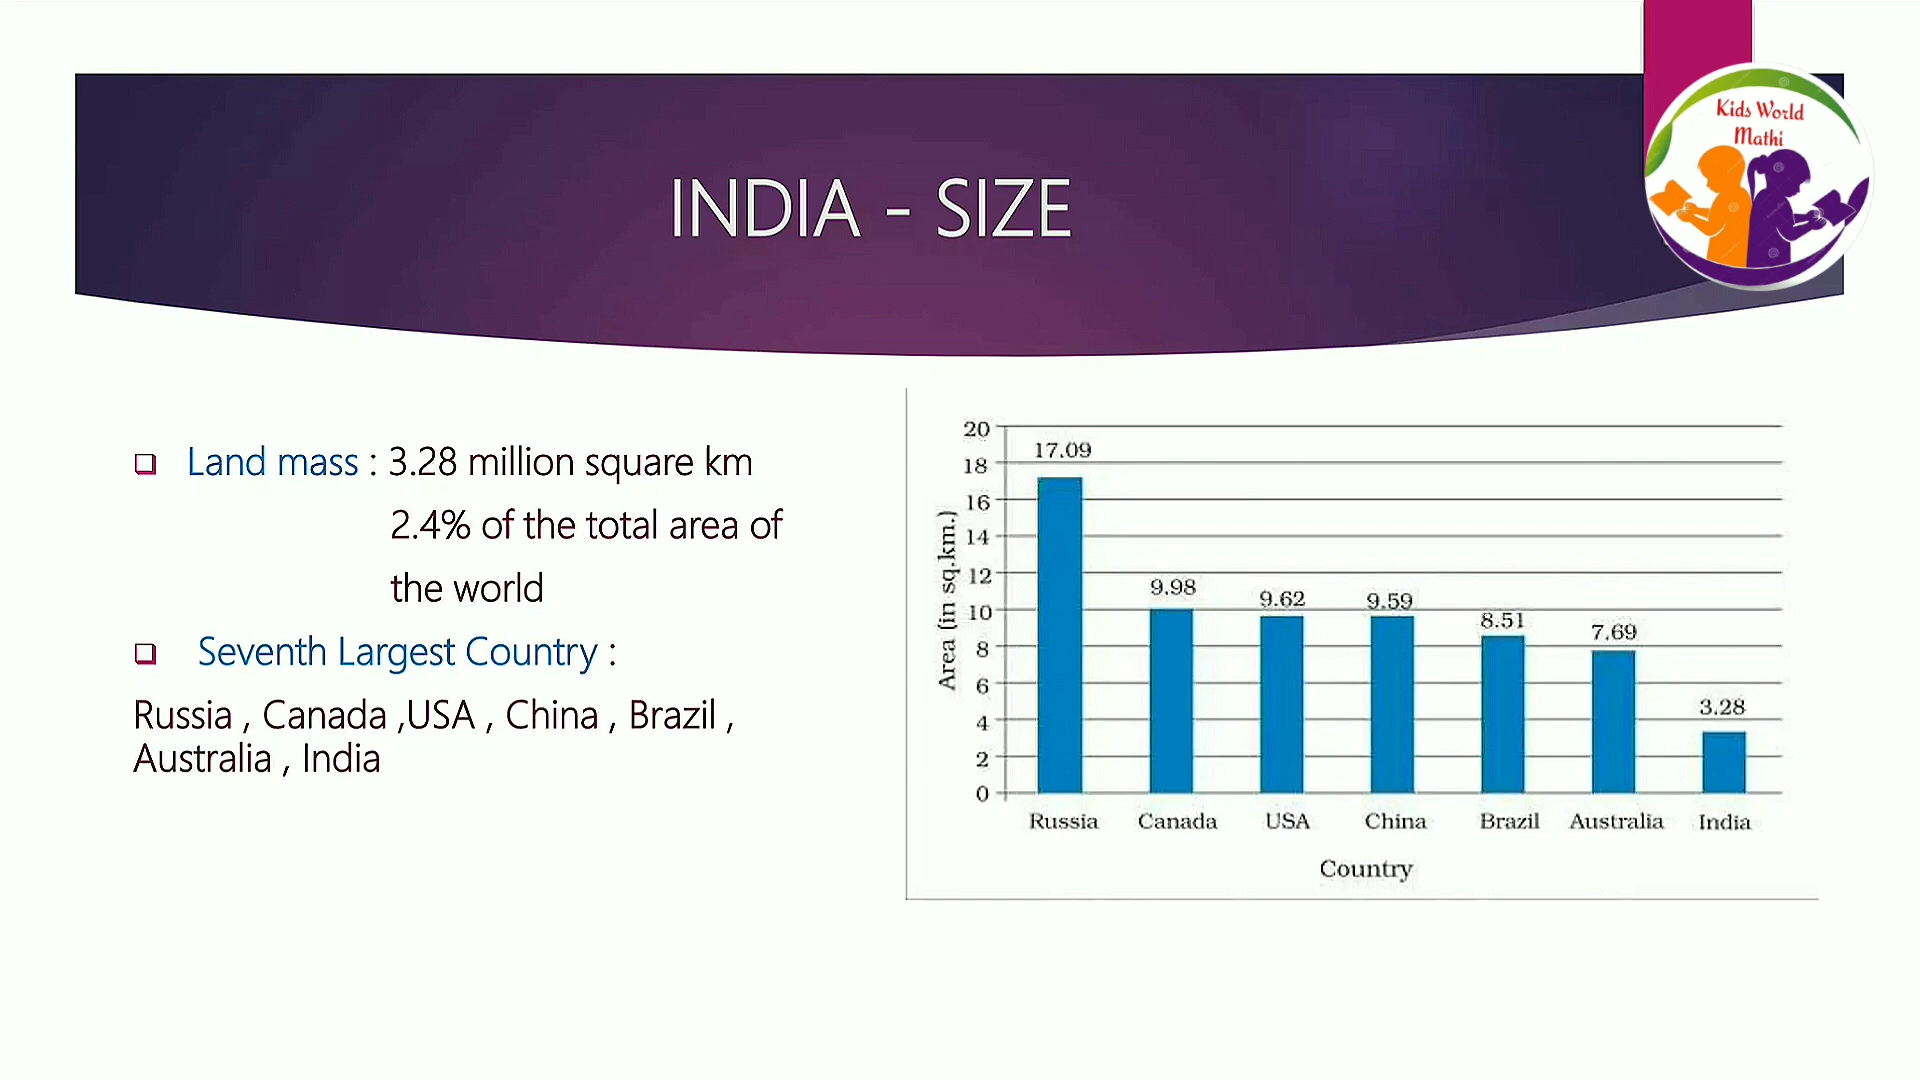 Kids World
Mathi
INDIA - SIZE
Land mass : 3.28 million square km
2.4% of the total area of
the world
Seventh Largest Country :
Russia , Canada ,USA , China , Brazil ,
Australia , India
Area (in sq.km.)
20
18
16
14
12
10
8
6
4
2
0
17.09
9.98
9.62
9.59
8.51
7.69
3.28
Russia Canada USA China Brazil Australia India
Country